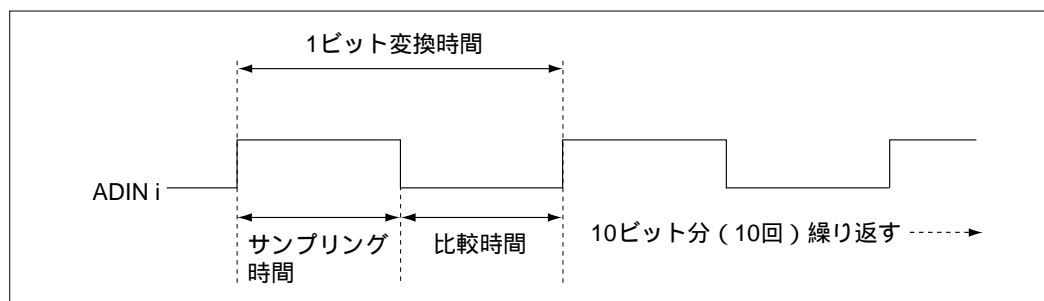 1ビット変換時間
ADIN i
サンプリング
時間
比較時間
10ビット分(10回)繰り返す